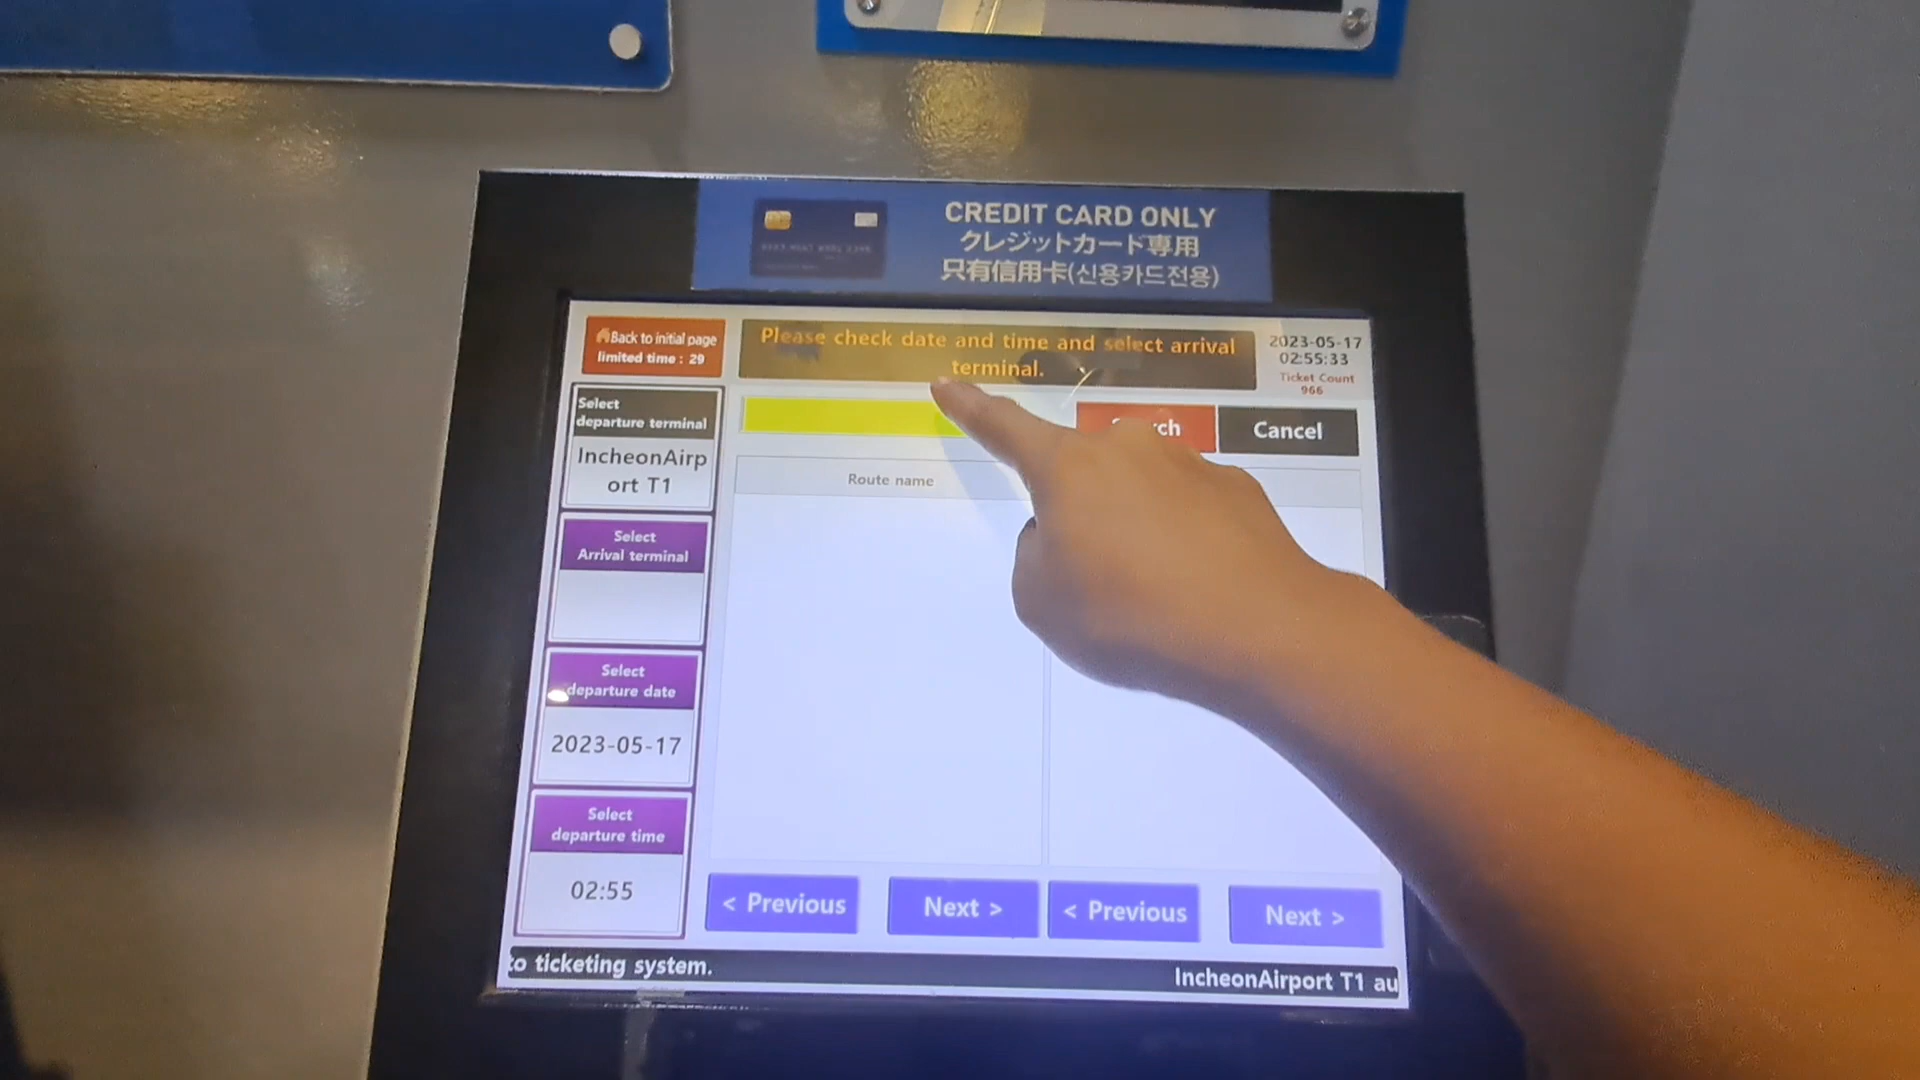 CREDIT CARD ONLY
クレジットカード専用
只有信用卡(신용카드전용)
Back to initial page
limited time : 29
Please check date and time and select arrival
terminal.
2023-05-17
02:55:33
Ticket Count
966
Select
departure terminal
IncheonAirp
ort T1
Cancel
Route name
Select
Arrival terminal
Select
departure date
2023-05-17
Select
departure time
02:55
< Previous
Next >
< Previous
Next >
to ticketing system.
IncheonAirport T1 au